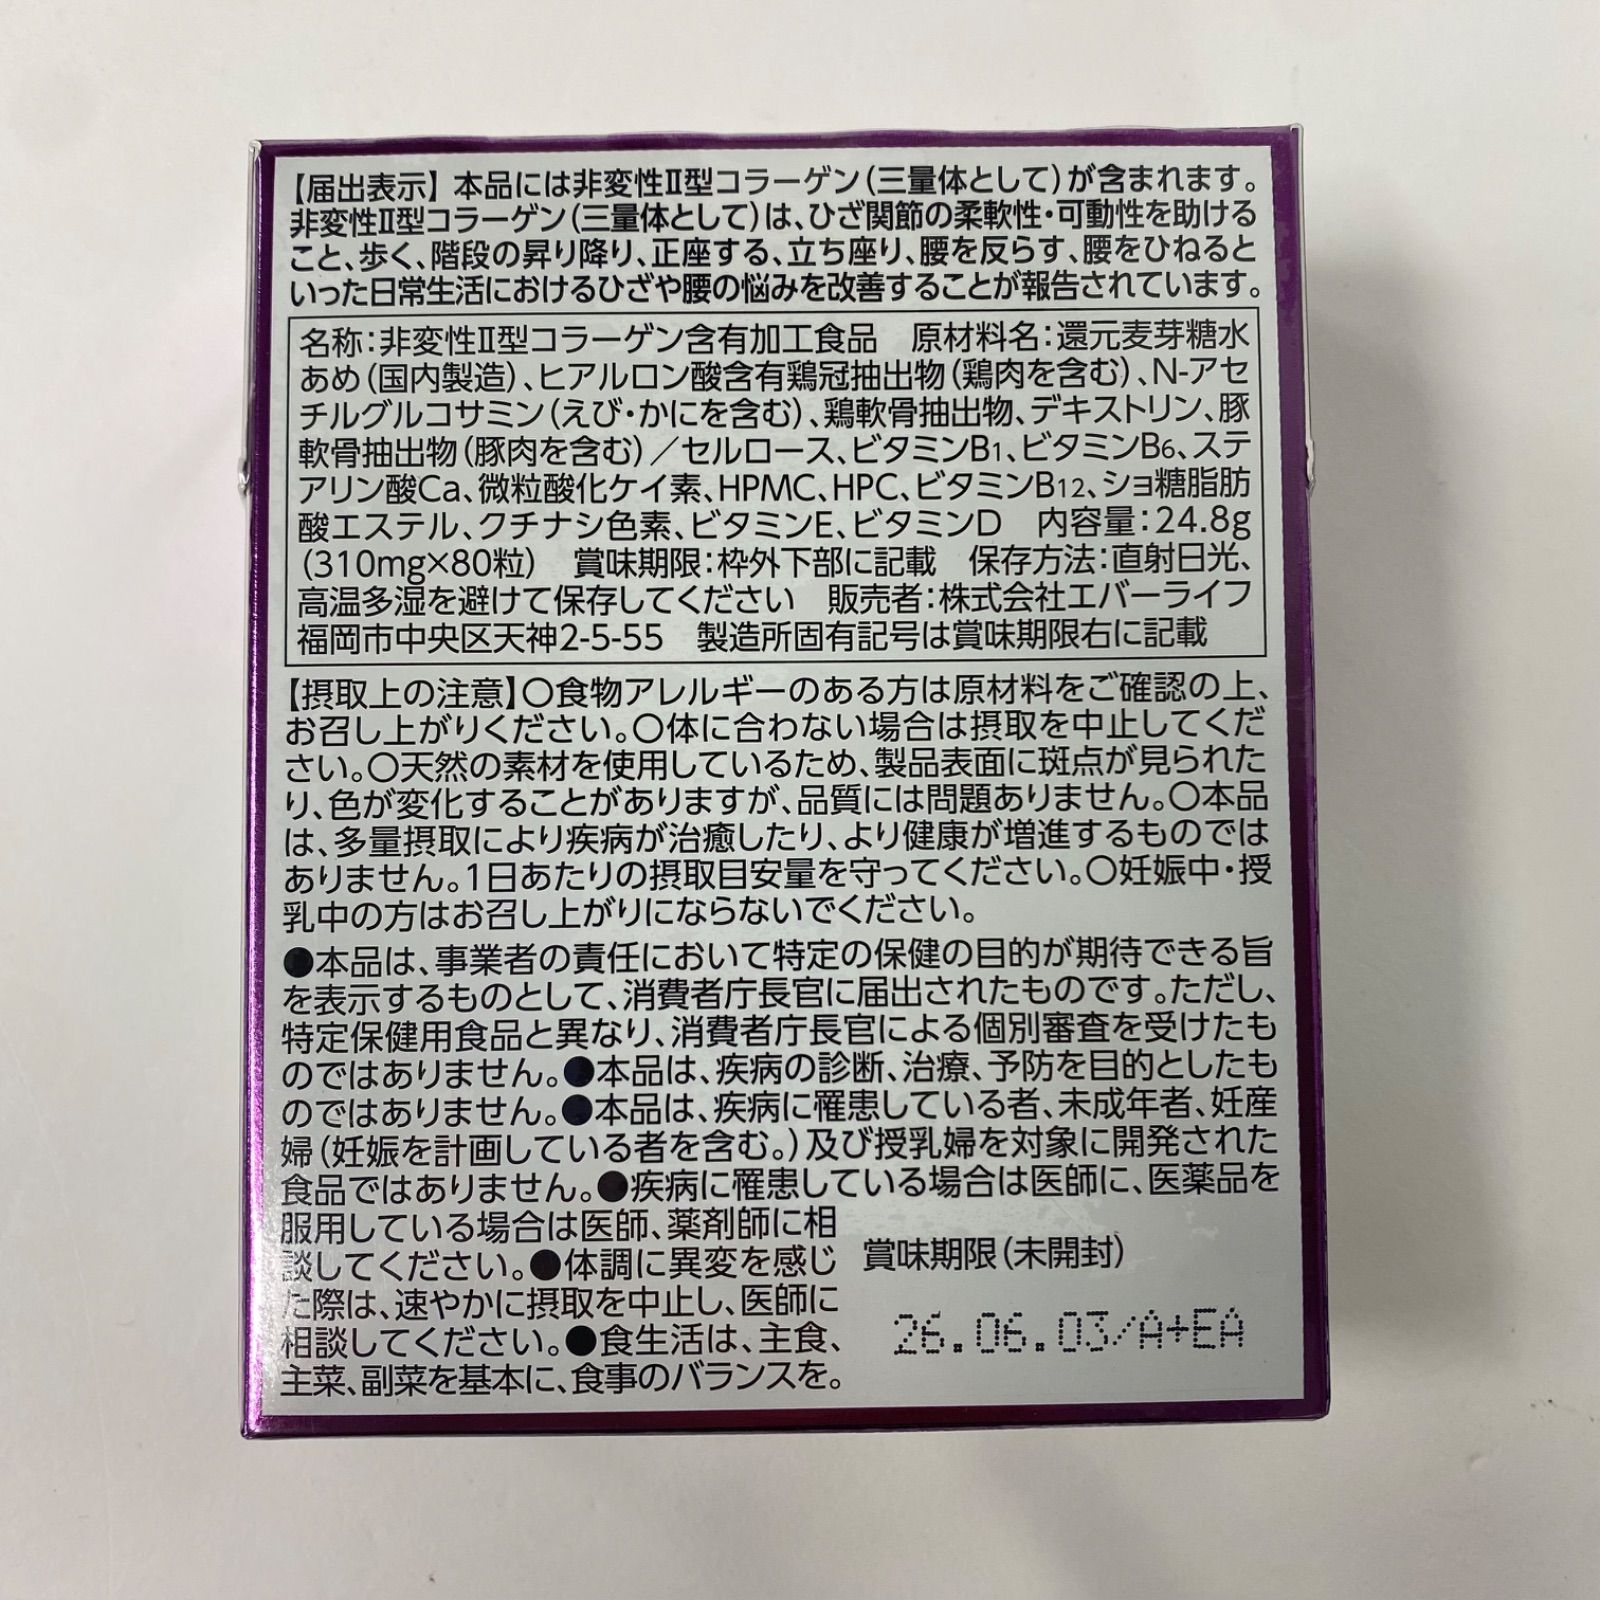 【届出表示】本品には非変性Ⅱ型コラーゲン(三量体として)が含まれます。
非変性Ⅱ型コラーゲン(三量体として)は、ひざ関節の柔軟性・可動性を助ける
こと、歩く、階段の昇り降り、正座する、立ち座り、腰を反らす、腰をひねると
いった日常生活におけるひざや腰の悩みを改善することが報告されています。
名称:非変性Ⅱ型コラーゲン含有加工食品 原材料名:還元麦芽糖水
あめ(国内製造)、ヒアルロン酸含有鶏冠抽出物(鶏肉を含む)、N-アセ
チルグルコサミン(えび・かにを含む)、鶏軟骨抽出物、デキストリン、豚
軟骨抽出物(豚肉を含む)/セルロース、ビタミンB1、ビタミンB6、ステ
アリン酸Ca、微粒酸化ケイ素、HPMC、HPC、ビタミンB12、ショ糖脂肪
酸エステル、クチナシ色素、ビタミンE、ビタミンD 内容量:24.8g
(310mg×80粒) 賞味期限:枠外下部に記載 保存方法:直射日光、
高温多湿を避けて保存してください 販売者:株式会社エバーライフ
福岡市中央区天神2-5-55 製造所固有記号は賞味期限右に記載
【摂取上の注意】〇食物アレルギーのある方は原材料をご確認の上、
お召し上がりください。〇体に合わない場合は摂取を中止してくだ
さい。〇天然の素材を使用しているため、製品表面に斑点が見られた
り、色が変化することがありますが、品質には問題ありません。〇本品
は、多量摂取により疾病が治癒したり、より健康が増進するものでは
ありません。1日あたりの摂取目安量を守ってください。〇妊娠中・授
乳中の方はお召し上がりにならないでください。
●本品は、事業者の責任において特定の保健の目的が期待できる旨
を表示するものとして、消費者庁長官に届出されたものです。ただし、
特定保健用食品と異なり、消費者庁長官による個別審査を受けたも
のではありません。●本品は、疾病の診断、治療、予防を目的としたも
のではありません。●本品は、疾病に罹患している者、未成年者、妊産
婦(妊娠を計画している者を含む。)及び授乳婦を対象に開発された
食品ではありません。●疾病に罹患している場合は医師に、医薬品を
服用している場合は医師、薬剤師に相
談してください。●体調に異変を感じ
た際は、速やかに摂取を中止し、医師に
相談してください。●食生活は、主食、
主菜、副菜を基本に、食事のバランスを。
賞味期限(未開封)
26.06.03/A+EA